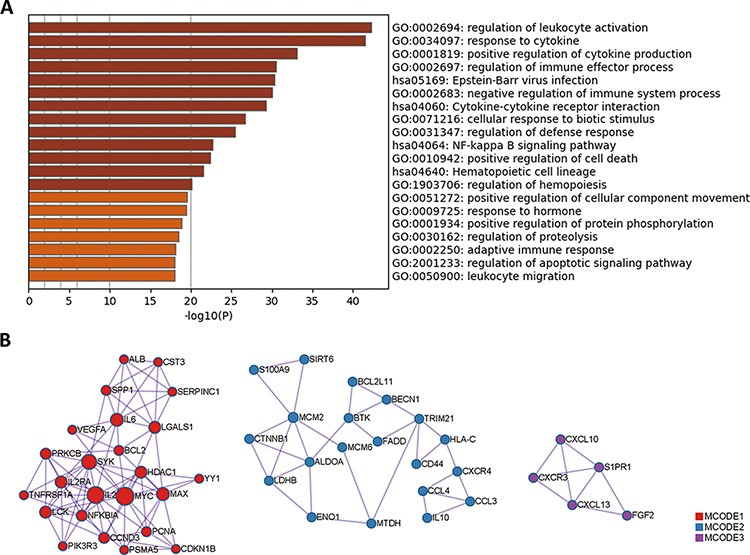 A
GO:0002694: regulation of leukocyte activation
GO:0034097: response to cytokine
GO:0001819: positive regulation of cytokine production
GO:0002697: regulation of immune effector process
hsa05169: Epstein-Barr virus infection
GO:0002683: negative regulation of immune system process
hsa04060: Cytokine-cytokine receptor interaction
GO:0071216: cellular response to biotic stimulus
GO:0031347: regulation of defense response
hsa04064: NF-kappa B signaling pathway
GO:0010942: positive regulation of cell death
hsa04640: Hematopoietic cell lineage
GO:1903706: regulation of hemopoiesis
GO:0051272: positive regulation of cellular component movement
GO:0009725: response to hormone
GO:0001934: positive regulation of protein phosphorylation
GO:0030162: regulation of proteolysis
GO:0002250: adaptive immune response
GO:2001233: regulation of apoptotic signaling pathway
GO:0050900: leukocyte migration
0 5 10 15 20 25 30 35 40
-log10(P)
B
ALB
CST3
SPP1
SERPINC1
IL6
VEGFA
LGALS1
BCL2
PRKCB
SYK
HDAC1
YY1
IL2RA
TNFRSF1A
IL2
MYC
MAX
LCK
NFKBIA
PCNA
CCND3
PIK3R3
PSMA5
CDKN1B
SIRT6
S100A9
BCL2L11
BECN1
MCM2
BTK
TRIM21
CTNNB1
MCM6
FADD
HLA-C
ALDOA
CD44
CXCR4
LDHB
CCL4
CCL3
ENO1
MTDH
IL10
CXCL10
S1PR1
CXCR3
CXCL13
FGF2
MCODE1
MCODE2
MCODE3